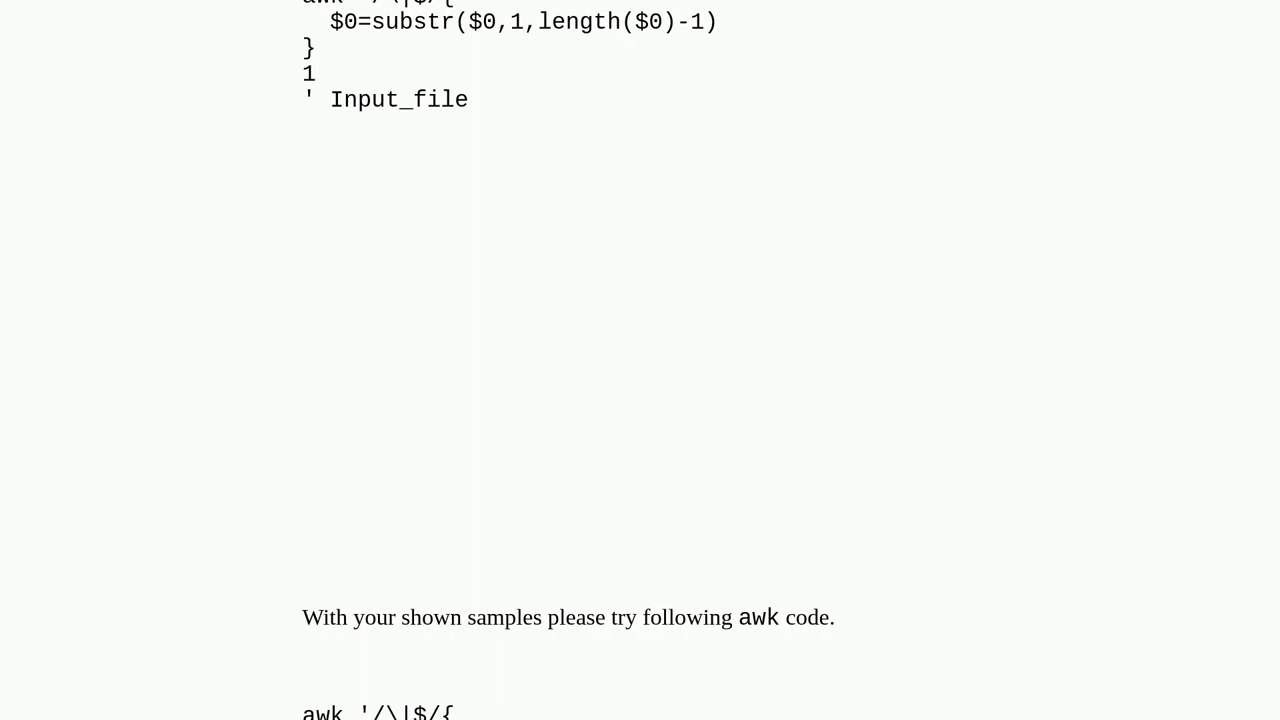 awk '/\|$/{
  $0=substr($0,1,length($0)-1)
}
1
' Input_file
With your shown samples please try following awk code.
awk '/\|$/{